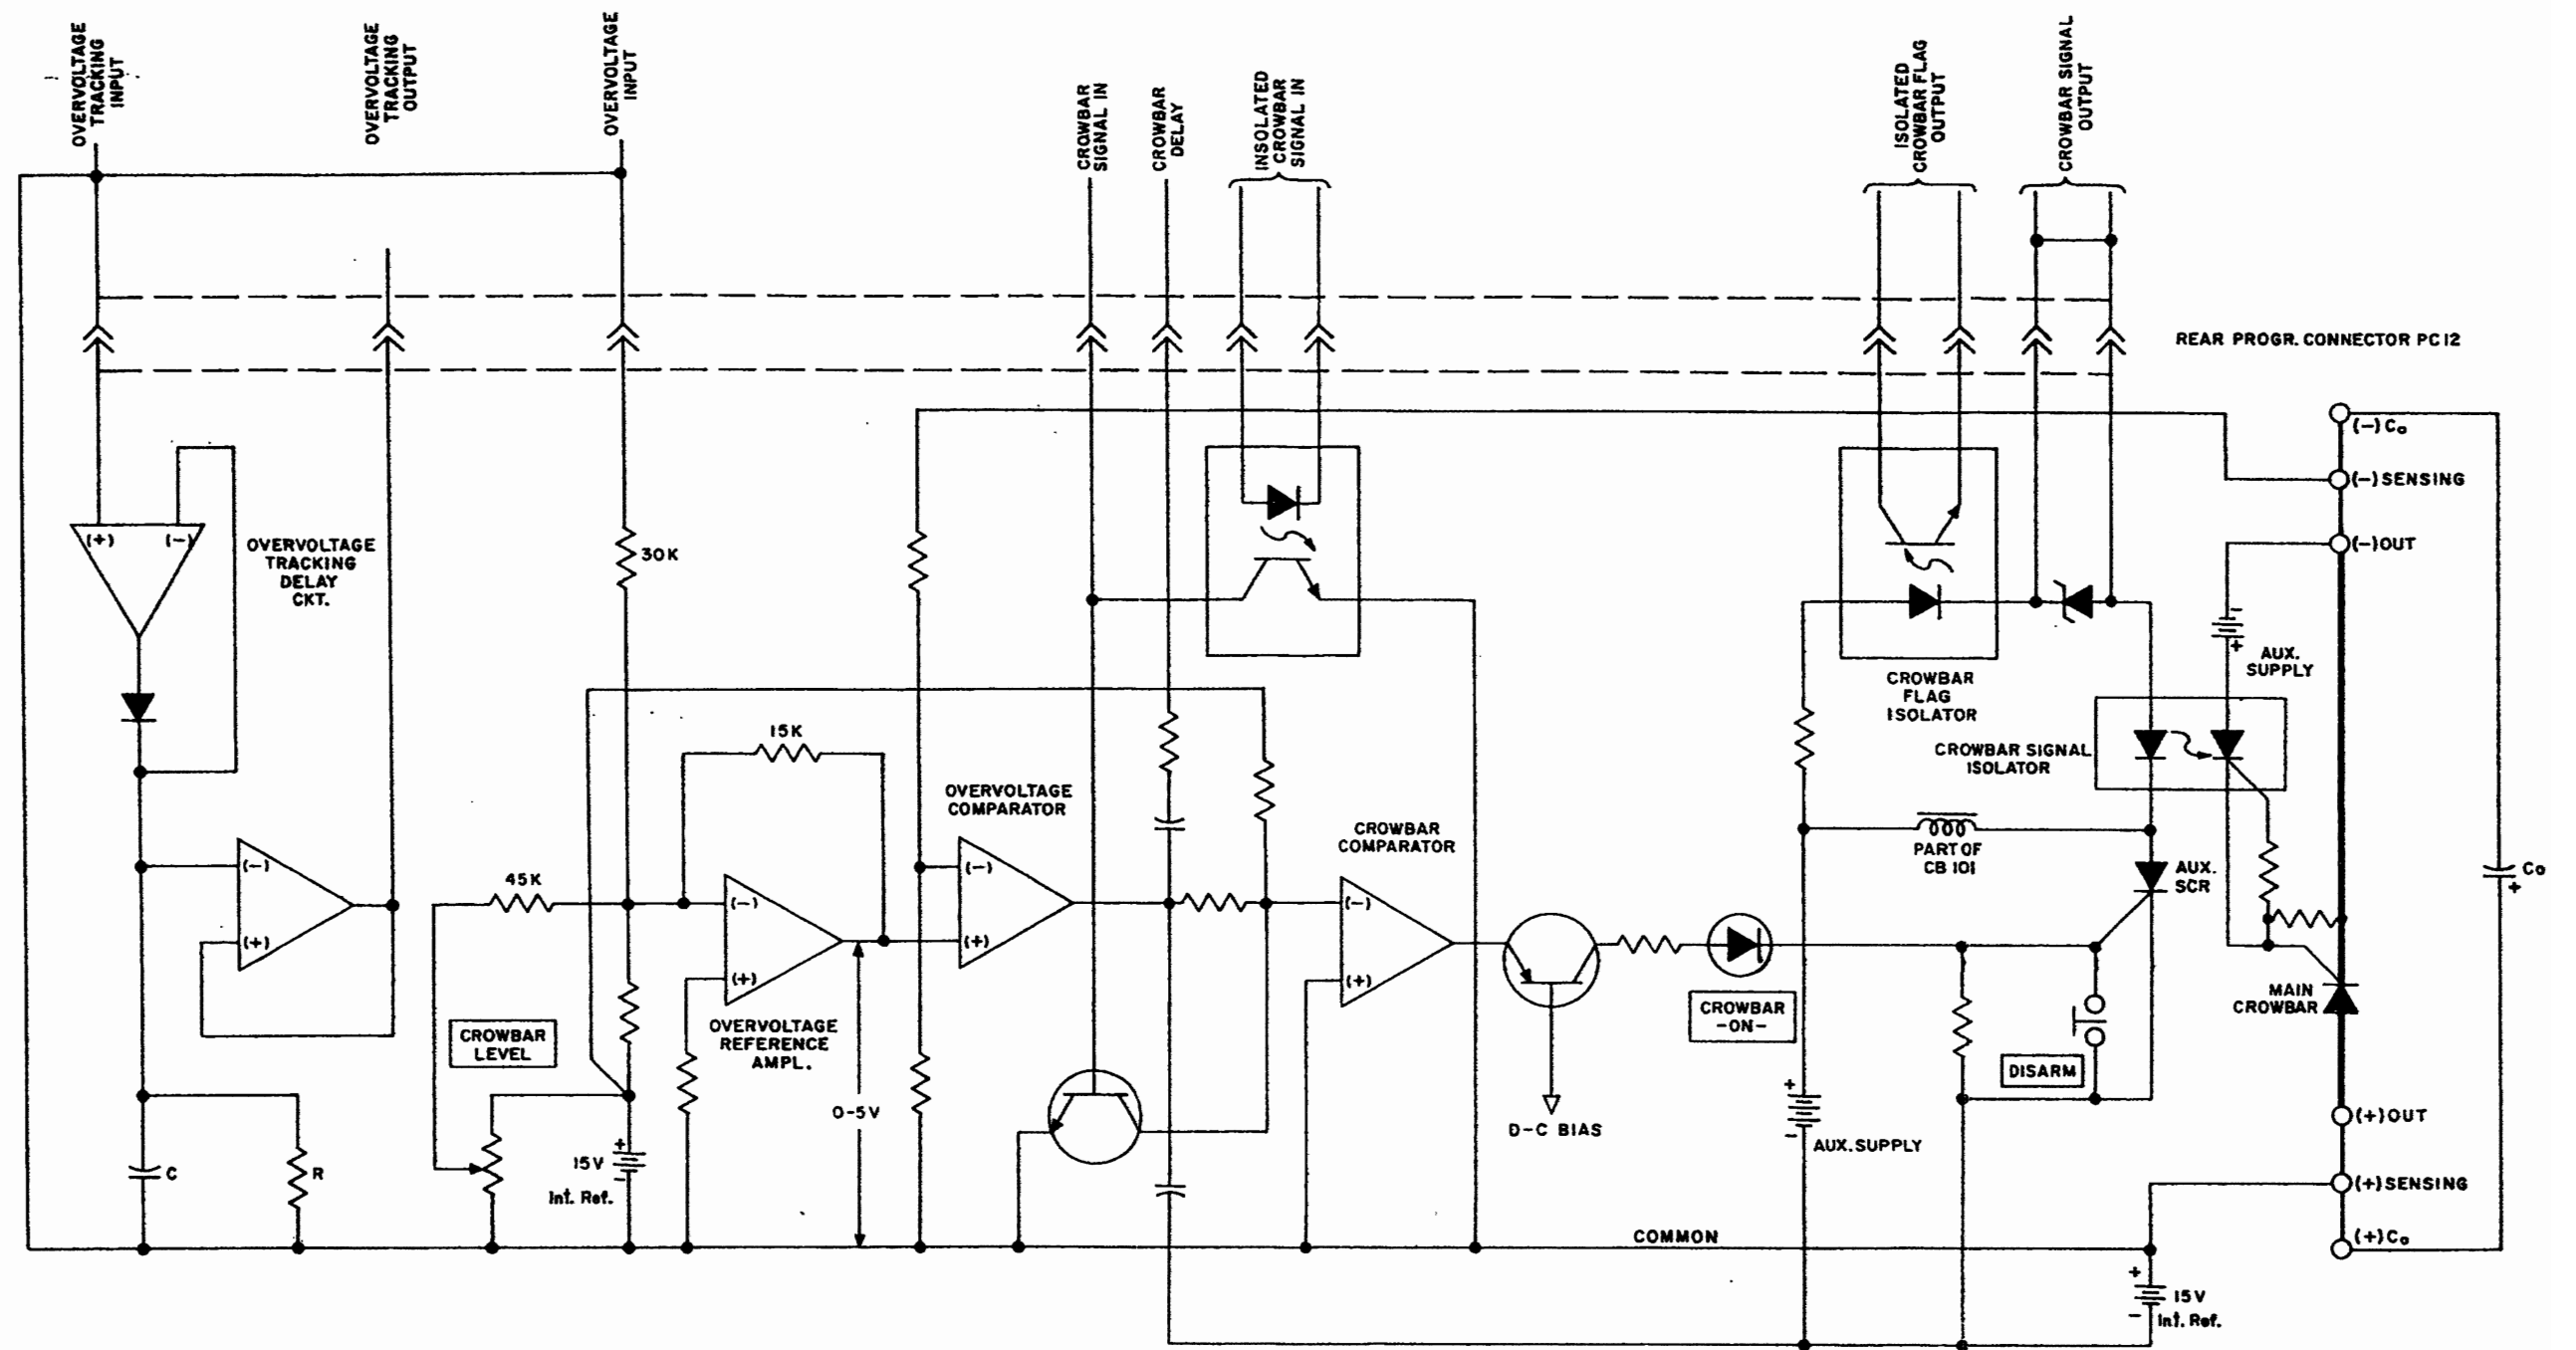 OVERVOLTAGE
TRACKING
INPUT
OVERVOLTAGE
TRACKING
OUTPUT
OVERVOLTAGE
INPUT
CROWBAR
SIGNAL IN
CROWBAR
DELAY
INSOLATED
CROWBAR
SIGNAL IN
ISOLATED
CROWBAR FLAG
OUTPUT
CROWBAR SIGNAL
OUTPUT
REAR PROGR. CONNECTOR PC12
(-) Co
(-) SENSING
(-) OUT
(+)
(-)
OVERVOLTAGE
TRACKING
DELAY
CKT.
30K
-
+
AUX.
SUPPLY
CROWBAR
FLAG
ISOLATOR
CROWBAR SIGNAL
ISOLATOR
15K
OVERVOLTAGE
COMPARATOR
CROWBAR
COMPARATOR
PART OF
CB 101
AUX.
SCR
Co
+
45K
(-)
(+)
(-)
(+)
(-)
(+)
(-)
(+)
CROWBAR
LEVEL
OVERVOLTAGE
REFERENCE
AMPL.
0-5V
CROWBAR
-ON-
MAIN
CROWBAR
DISARM
D-C BIAS
+
-
AUX. SUPPLY
C
R
+
15V
-
Int. Ref.
(+) OUT
(+) SENSING
(+) Co
COMMON
+
15V
-
Int. Ref.